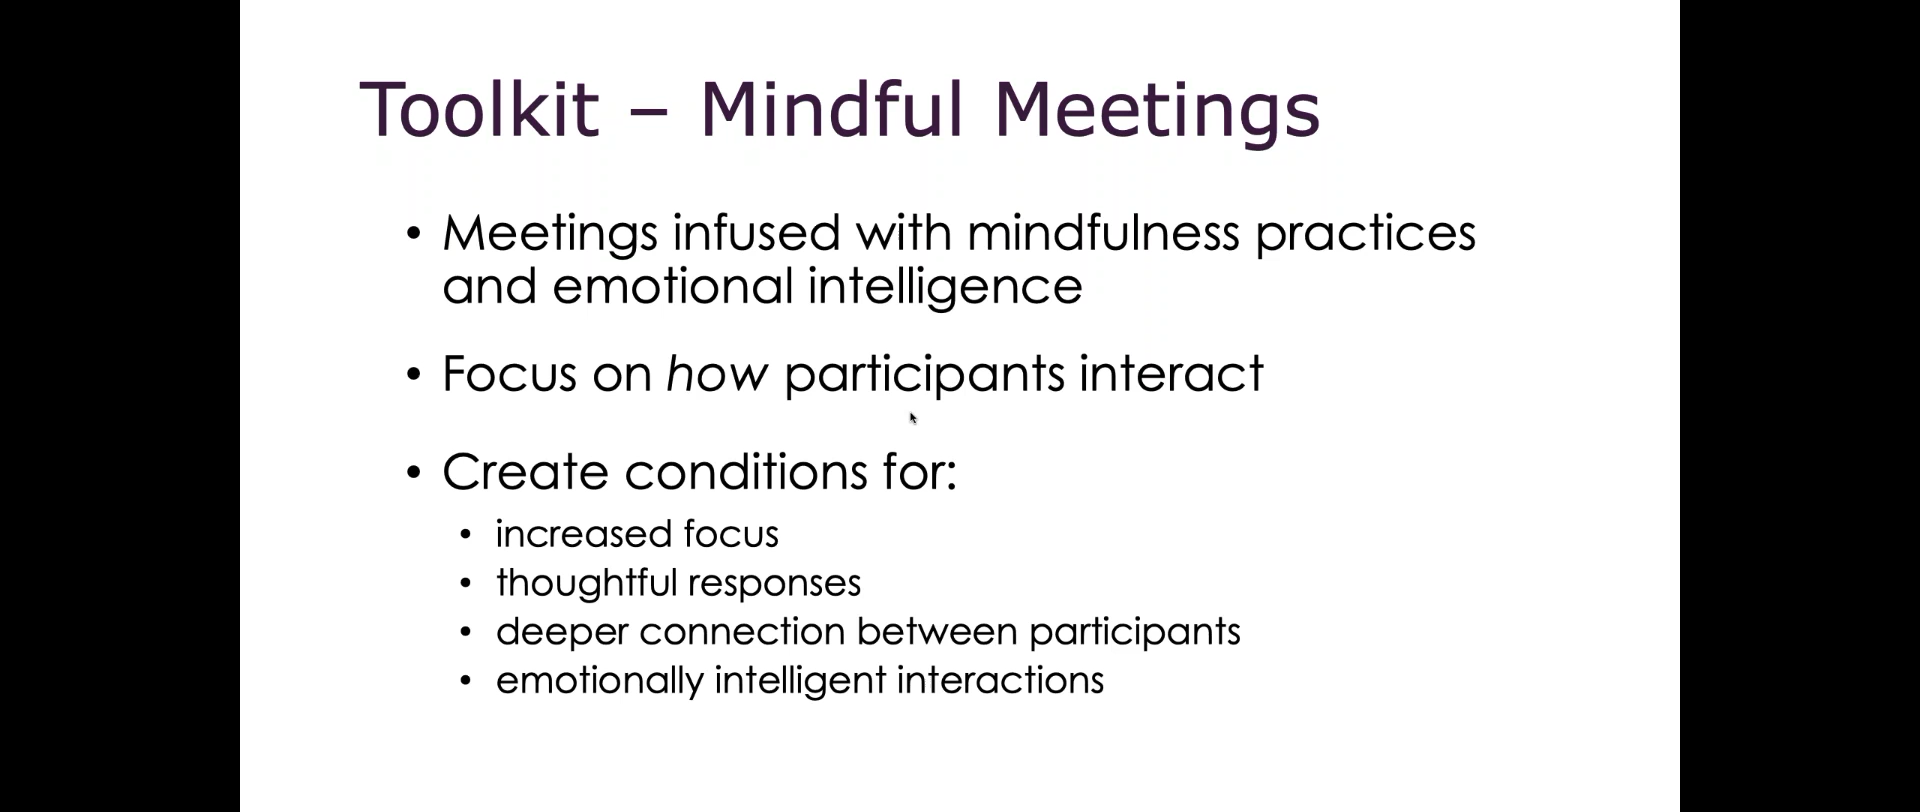 Toolkit – Mindful Meetings
• Meetings infused with mindfulness practices
and emotional intelligence
• Focus on how participants interact
• Create conditions for:
• increased focus
• thoughtful responses
• deeper connection between participants
• emotionally intelligent interactions